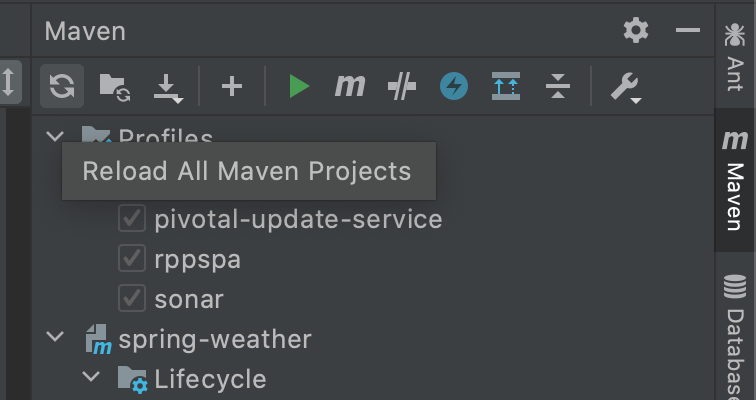 Maven
Profiles
Reload All Maven Projects
pivotal-update-service
rppspa
sonar
spring-weather
Lifecycle
Ant
Maven
Database